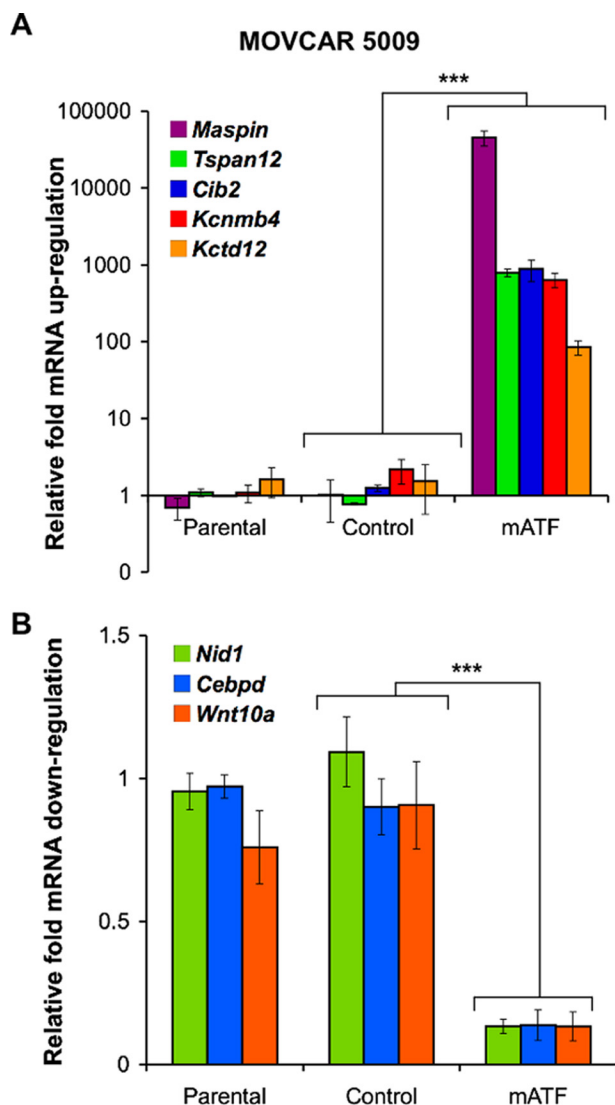 A
MOVCAR 5009
Relative fold mRNA up-regulation
100000
10000
1000
100
10
1
0
Maspin
Tspan12
Cib2
Kcnmb4
Kctd12
***
Parental
Control
mATF
B
Relative fold mRNA down-regulation
1.5
1
0.5
0
Nid1
Cebpd
Wnt10a
***
Parental
Control
mATF